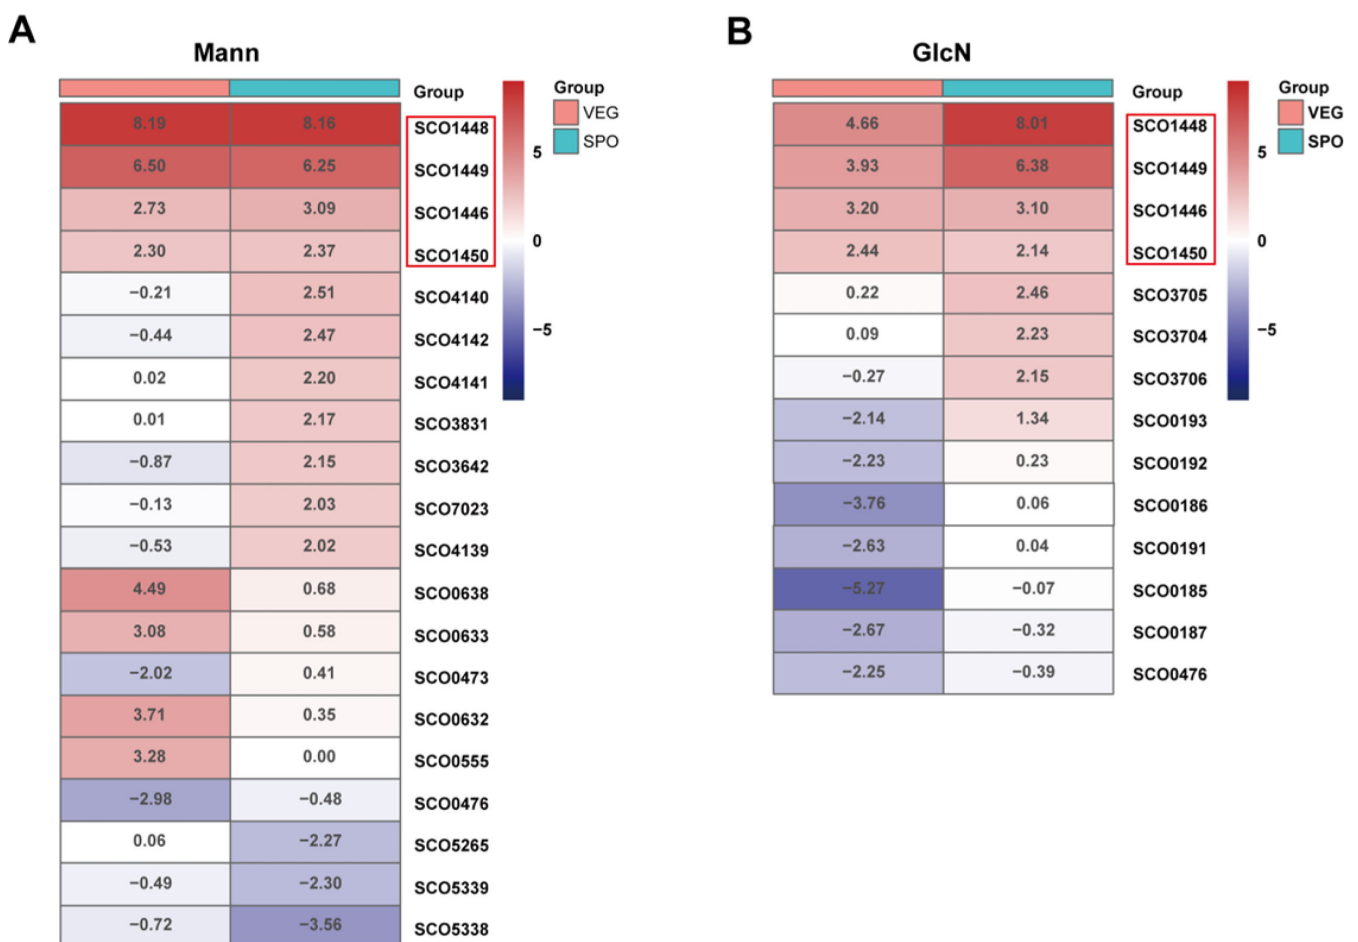 A
Mann
Group
Group
VEG
SPO
8.19 8.16 SCO1448
6.50 6.25 SCO1449
2.73 3.09 SCO1446
2.30 2.37 SCO1450
−0.21 2.51 SCO4140
−0.44 2.47 SCO4142
0.02 2.20 SCO4141
0.01 2.17 SCO3831
−0.87 2.15 SCO3642
−0.13 2.03 SCO7023
−0.53 2.02 SCO4139
4.49 0.68 SCO0638
3.08 0.58 SCO0633
−2.02 0.41 SCO0473
3.71 0.35 SCO0632
3.28 0.00 SCO0555
−2.98 −0.48 SCO0476
0.06 −2.27 SCO5265
−0.49 −2.30 SCO5339
−0.72 −3.56 SCO5338
5
0
−5
B
GlcN
Group
Group
VEG
SPO
4.66 8.01 SCO1448
3.93 6.38 SCO1449
3.20 3.10 SCO1446
2.44 2.14 SCO1450
0.22 2.46 SCO3705
0.09 2.23 SCO3704
−0.27 2.15 SCO3706
−2.14 1.34 SCO0193
−2.23 0.23 SCO0192
−3.76 0.06 SCO0186
−2.63 0.04 SCO0191
−5.27 −0.07 SCO0185
−2.67 −0.32 SCO0187
−2.25 −0.39 SCO0476
5
0
−5